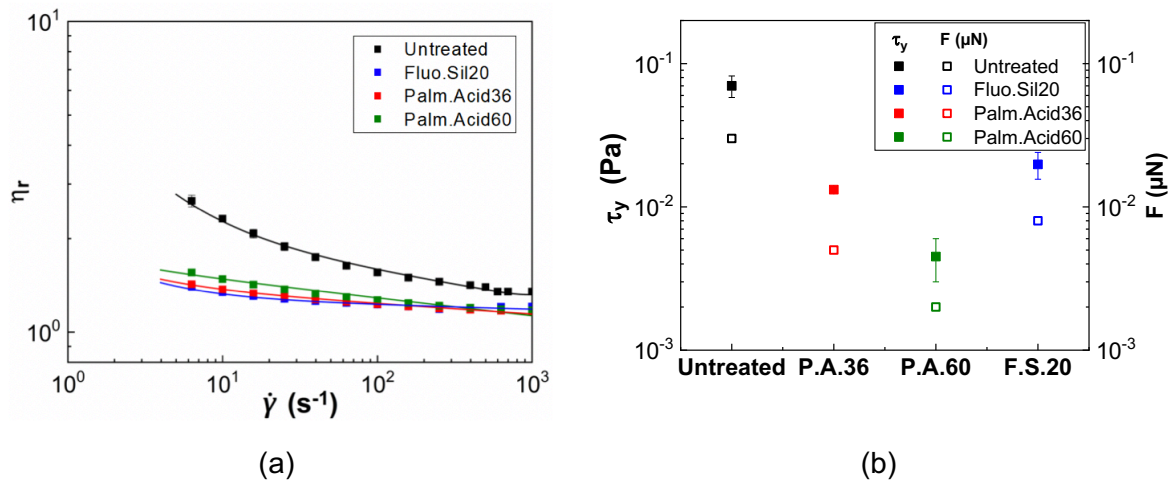 10¹
ηr
10⁰
10⁰ 10¹ 10² 10³
γ̇ (s⁻¹)
Untreated
Fluo.Sil20
Palm.Acid36
Palm.Acid60
(a)
τy F (µN)
Untreated
Fluo.Sil20
Palm.Acid36
Palm.Acid60
10⁻¹
10⁻²
10⁻³
τy (Pa)
10⁻¹
10⁻²
10⁻³
F (µN)
Untreated P.A.36 P.A.60 F.S.20
(b)